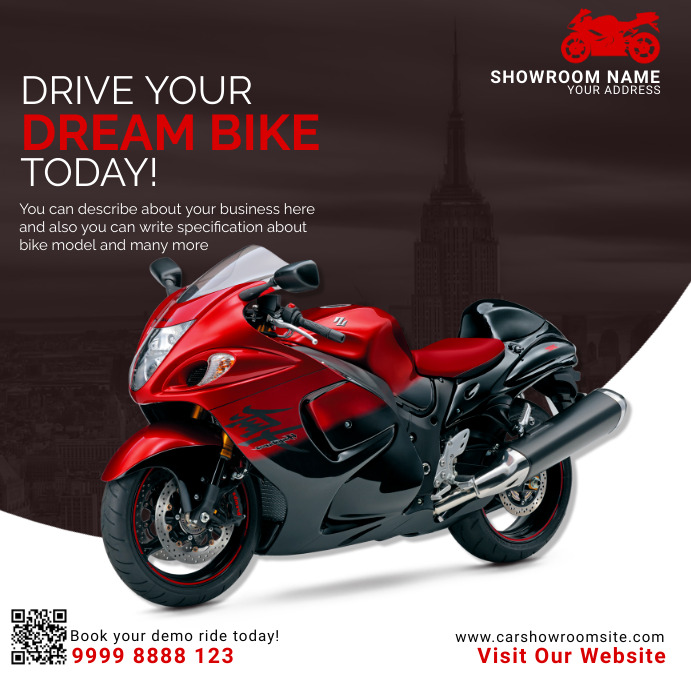 SHOWROOM NAME
YOUR ADDRESS
DRIVE YOUR
DREAM BIKE
TODAY!
You can describe about your business here
and also you can write specification about
bike model and many more
Book your demo ride today!
9999 8888 123
www.carshowroomsite.com
Visit Our Website